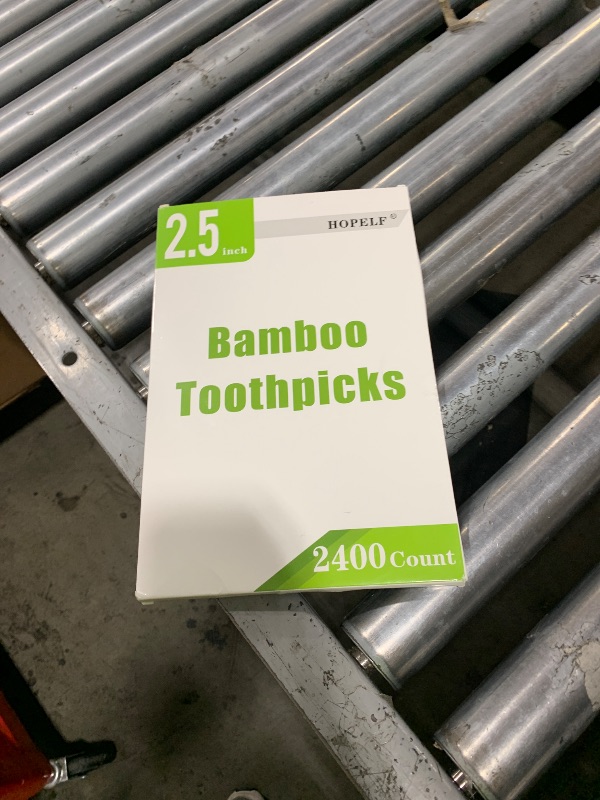 2.5 inch
HOPELF©
Bamboo
Toothpicks
2400 Count